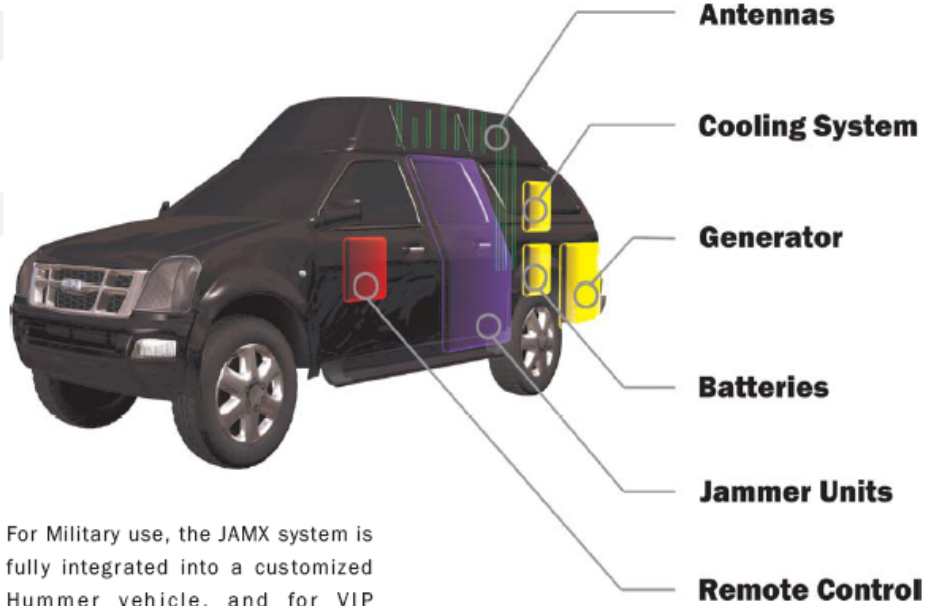 Antennas
Cooling System
Generator
Batteries
Jammer Units
Remote Control
For Military use, the JAMX system is
fully integrated into a customized
Hummer vehicle, and for VIP